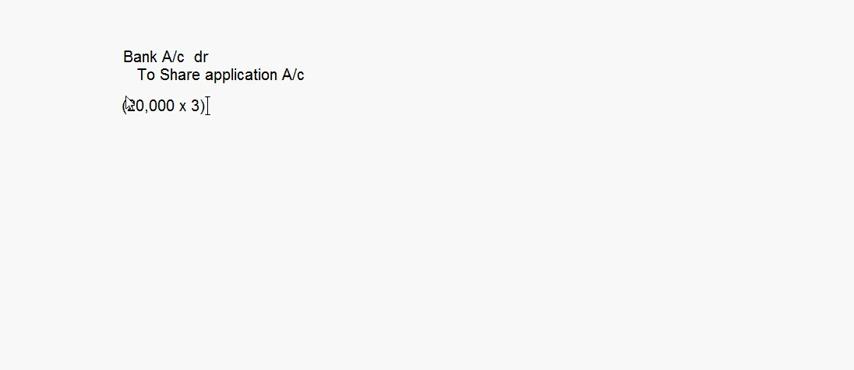 Bank A/c dr
To Share application A/c
(20,000 x 3)